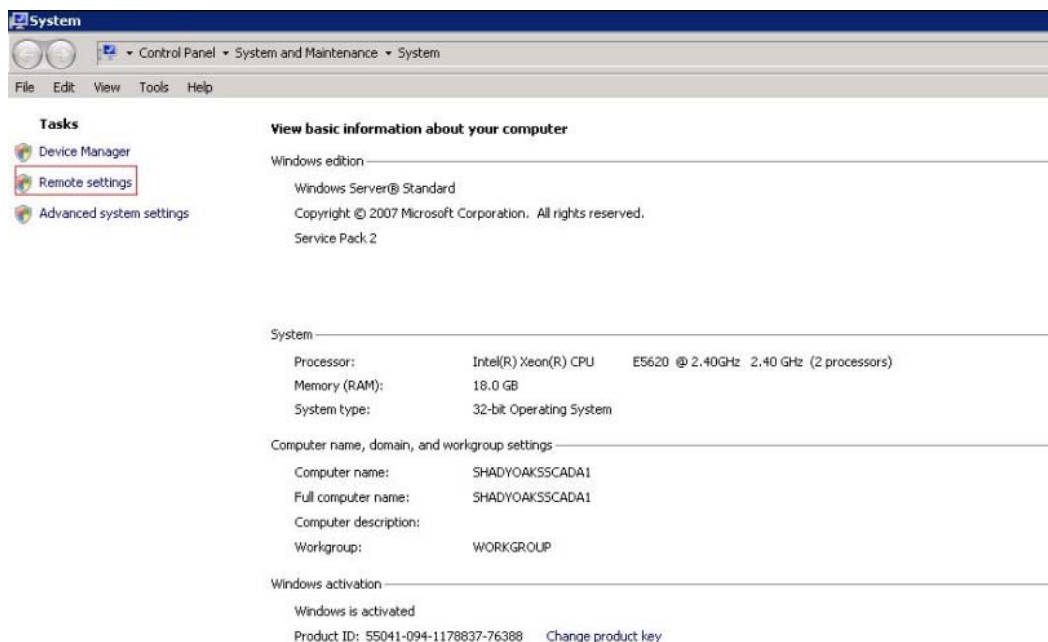 System
Control Panel System and Maintenance System
File Edit View Tools Help
Tasks
Device Manager
Remote settings
Advanced system settings
View basic information about your computer
Windows edition
Windows Server® Standard
Copyright © 2007 Microsoft Corporation. All rights reserved.
Service Pack 2
System
Processor: Intel(R) Xeon(R) CPU E5620 @ 2.40GHz 2.40 GHz (2 processors)
Memory (RAM): 18.0 GB
System type: 32-bit Operating System
Computer name, domain, and workgroup settings
Computer name: SHADYOAKSSCADA1
Full computer name: SHADYOAKSSCADA1
Computer description:
Workgroup: WORKGROUP
Windows activation
Windows is activated
Product ID: 55041-094-1178837-76388 Change product key